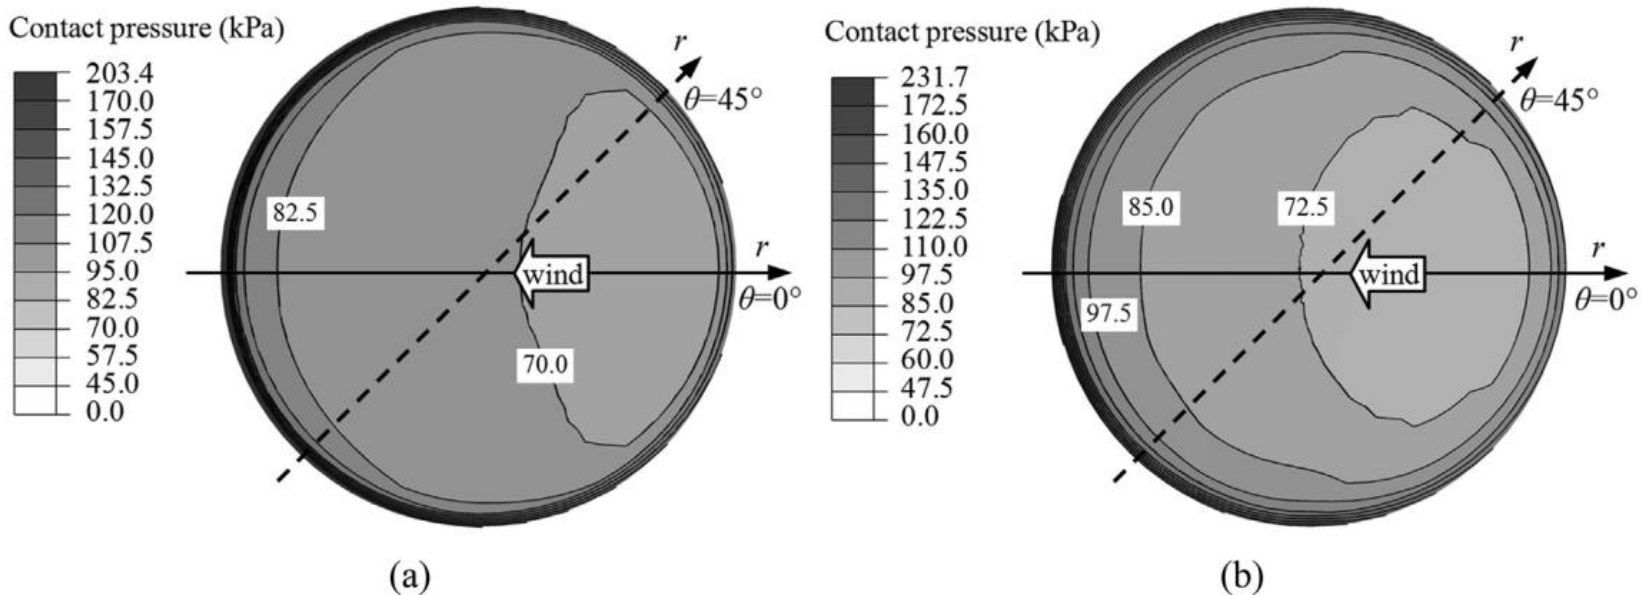 Contact pressure (kPa)
203.4
170.0
157.5
145.0
132.5
120.0
107.5
95.0
82.5
70.0
57.5
45.0
0.0
82.5
70.0
wind
r
θ=45°
r
θ=0°
(a)
Contact pressure (kPa)
231.7
172.5
160.0
147.5
135.0
122.5
110.0
97.5
85.0
72.5
60.0
47.5
0.0
85.0
72.5
97.5
wind
r
θ=45°
r
θ=0°
(b)